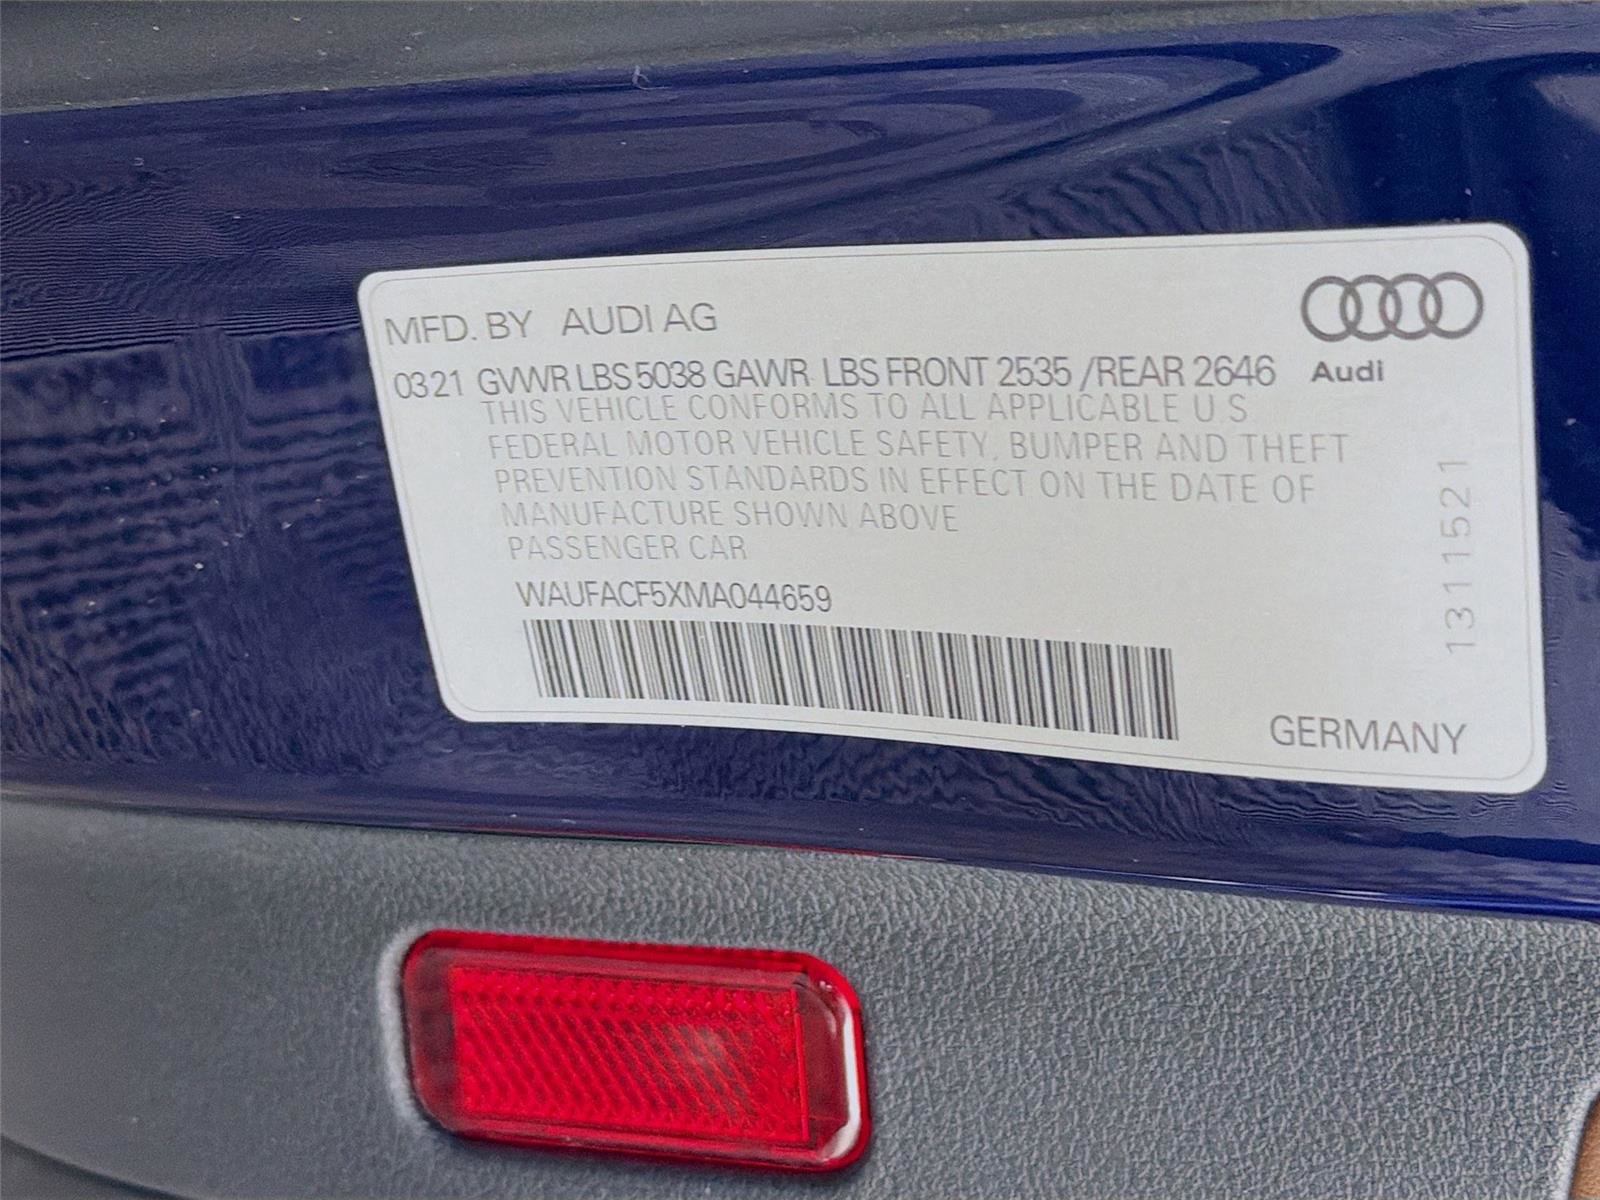 MFD. BY AUDI AG
03 21 GVWR LBS 5038 GAWR LBS FRONT 2535 /REAR 2646
Audi
THIS VEHICLE CONFORMS TO ALL APPLICABLE U.S
FEDERAL MOTOR VEHICLE SAFETY, BUMPER AND THEFT
PREVENTION STANDARDS IN EFFECT ON THE DATE OF
MANUFACTURE SHOWN ABOVE
PASSENGER CAR
WAUFACF5XMA044659
1311521
GERMANY